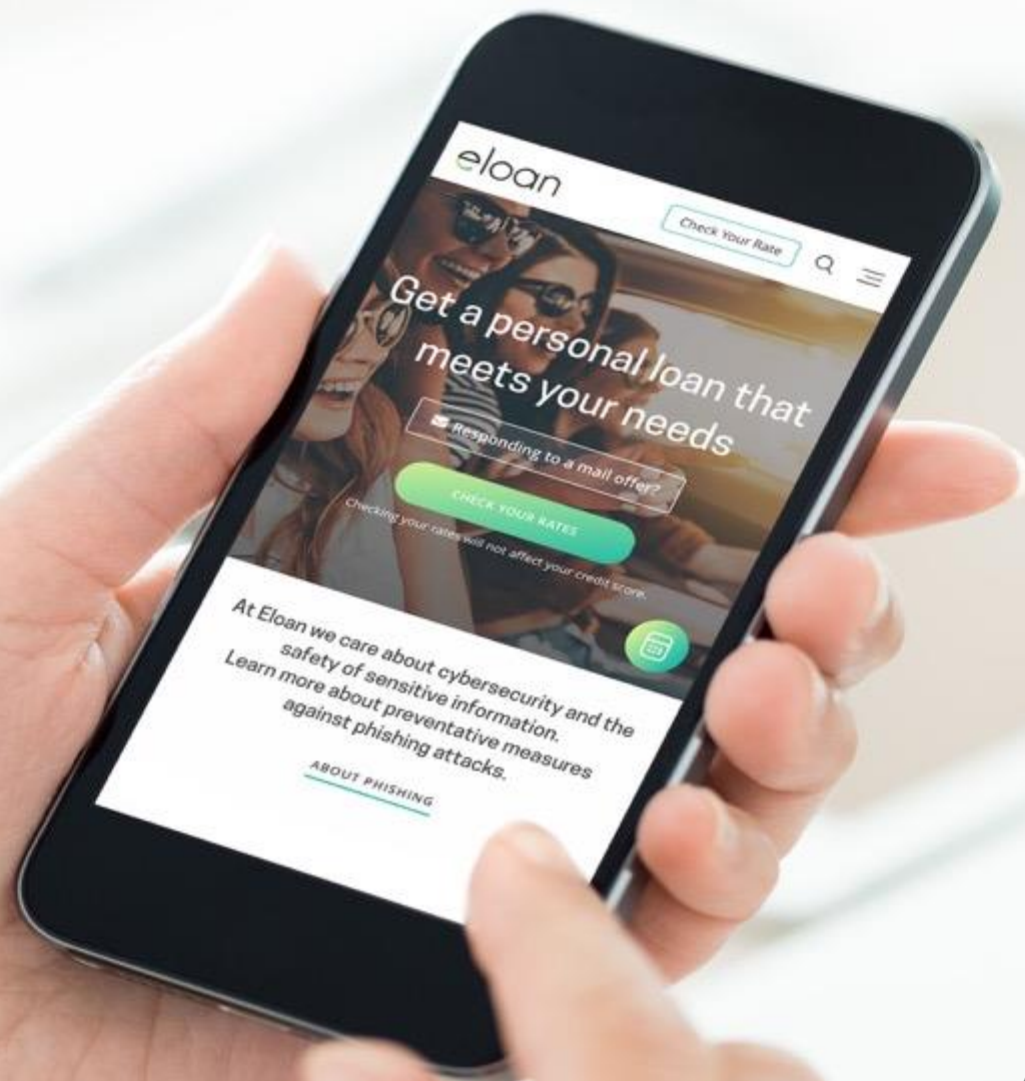 eloan
Check Your Rate
Get a personal loan that
meets your needs
Responding to a mail offer?
CHECK YOUR RATES
Checking your rates will not affect your credit score.
At Eloan we care about cybersecurity and the
safety of sensitive information.
Learn more about preventative measures
against phishing attacks.
ABOUT PHISHING